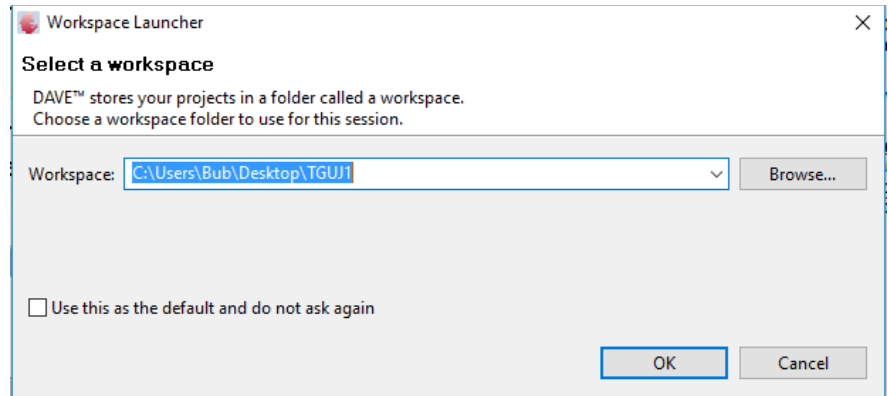 Workspace Launcher
Select a workspace
DAVE™ stores your projects in a folder called a workspace.
Choose a workspace folder to use for this session.
Workspace: C:\Users\Bub\Desktop\TGUJ1 Browse...
Use this as the default and do not ask again
OK Cancel